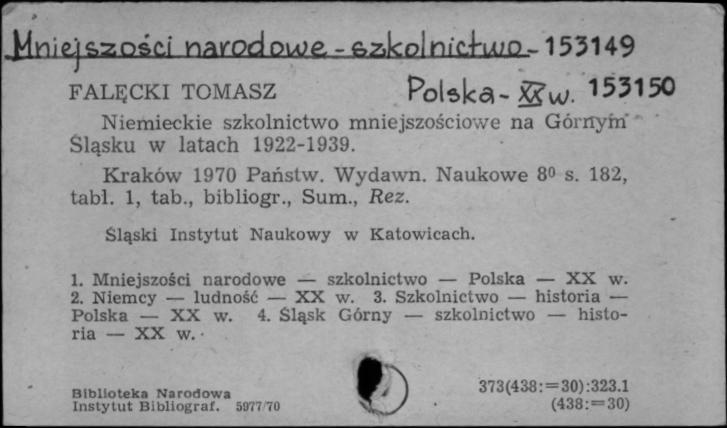 Mniejszości narodowe - szkolnictwo - 153149
Polska - XX w. 153150
FALĘCKI TOMASZ
Niemieckie szkolnictwo mniejszościowe na Górnym
Śląsku w latach 1922-1939.
Kraków 1970 Państw. Wydawn. Naukowe 8⁰ s. 182,
tabl. 1, tab., bibliogr., Sum., Rez.
Śląski Instytut Naukowy w Katowicach.
1. Mniejszości narodowe — szkolnictwo — Polska — XX w.
2. Niemcy — ludność — XX w. 3. Szkolnictwo — historia —
Polska — XX w. 4. Śląsk Górny — szkolnictwo — histo-
ria — XX w.
Biblioteka Narodowa
Instytut Bibliograf. 5977/70
373(438:=30):323.1
(438:=30)